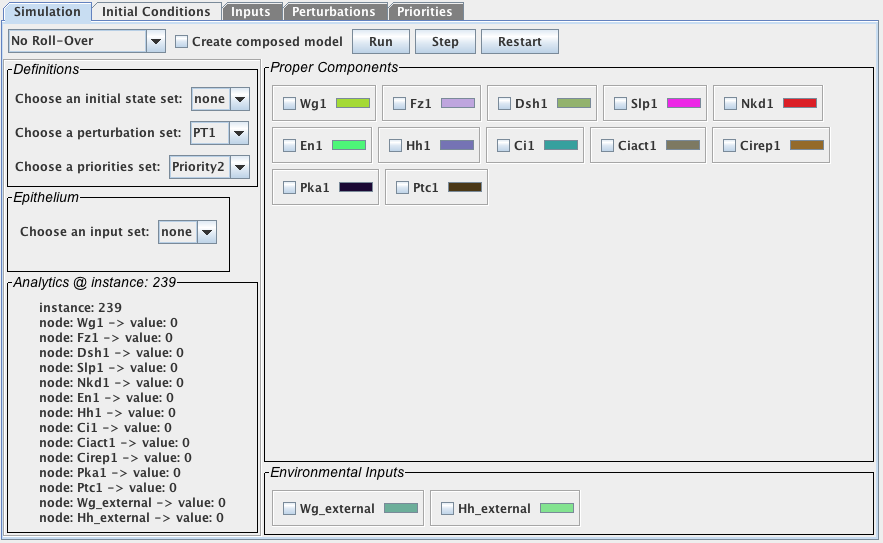 Simulation Initial Conditions Inputs Perturbations Priorities
No Roll-Over Create composed model Run Step Restart
Definitions
Choose an initial state set: none
Choose a perturbation set: PT1
Choose a priorities set: Priority2
Epithelium
Choose an input set: none
Analytics @ instance: 239
instance: 239
node: Wg1 -> value: 0
node: Fz1 -> value: 0
node: Dsh1 -> value: 0
node: Slp1 -> value: 0
node: Nkd1 -> value: 0
node: En1 -> value: 0
node: Hh1 -> value: 0
node: Ci1 -> value: 0
node: Ciact1 -> value: 0
node: Cirep1 -> value: 0
node: Pka1 -> value: 0
node: Ptc1 -> value: 0
node: Wg_external -> value: 0
node: Hh_external -> value: 0
Proper Components
Wg1 Fz1 Dsh1 Slp1 Nkd1
En1 Hh1 Ci1 Ciact1 Cirep1
Pka1 Ptc1
Environmental Inputs
Wg_external Hh_external